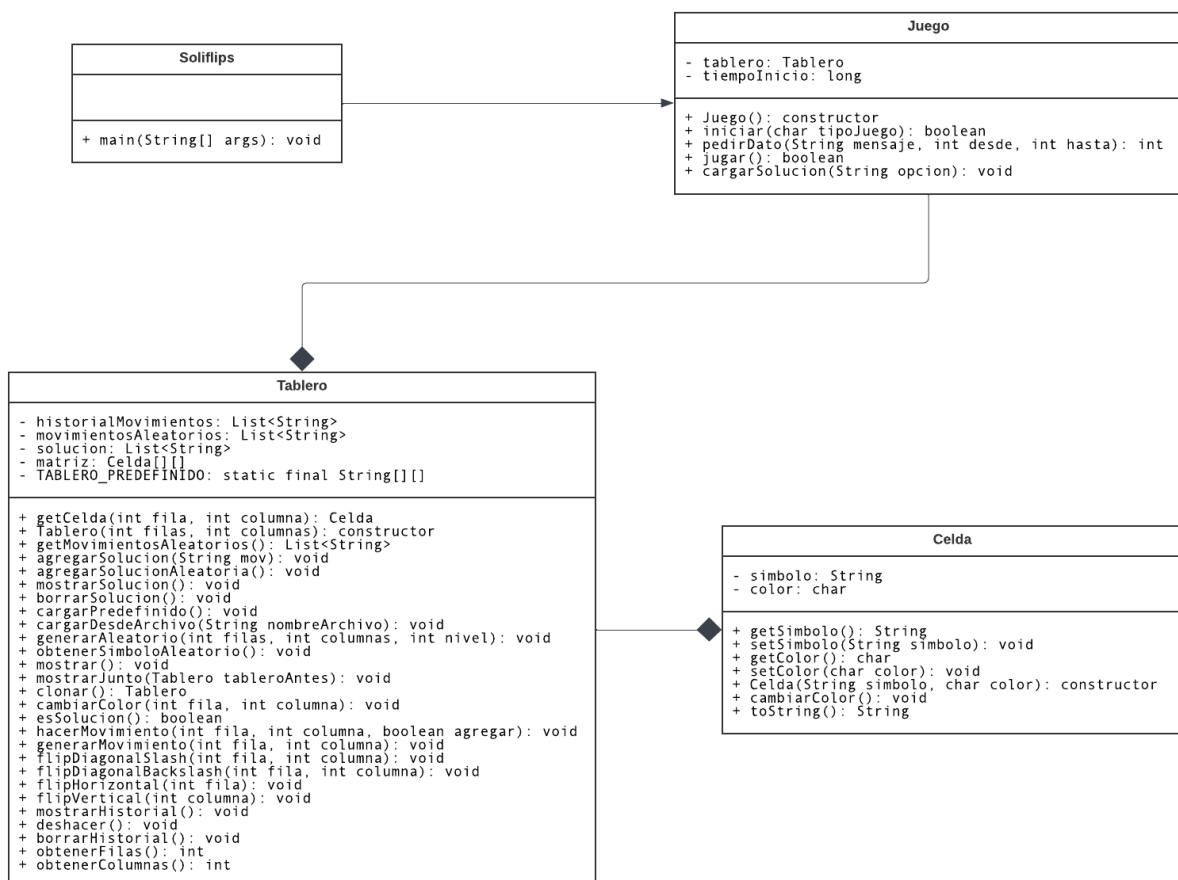 Soliflips
+ main(String[] args): void
Juego
- tablero: Tablero
- tiempoInicio: long
+ Juego(): constructor
+ iniciar(char tipoJuego): boolean
+ pedirDato(String mensaje, int desde, int hasta): int
+ jugar(): boolean
+ cargarSolucion(String opcion): void
Tablero
- historialMovimientos: List<String>
- movimientosAleatorios: List<String>
- solucion: List<String>
- matriz: Celda[][]
- TABLERO_PREDEFINIDO: static final String[][]
+ getCelda(int fila, int columna): Celda
+ Tablero(int filas, int columnas): constructor
+ getMovimientosAleatorios(): List<String>
+ agregarSolucion(String mov): void
+ agregarSolucionAleatoria(): void
+ mostrarSolucion(): void
+ borrarSolucion(): void
+ cargarPredefinido(): void
+ cargarDesdeArchivo(String nombreArchivo): void
+ generarAleatorio(int filas, int columnas, int nivel): void
+ obtenerSimboloAleatorio(): void
+ mostrar(): void
+ mostrarJunto(Tablero tableroAntes): void
+ clonar(): Tablero
+ cambiarColor(int fila, int columna): void
+ esSolucion(): boolean
+ hacerMovimiento(int fila, int columna, boolean agregar): void
+ generarMovimiento(int fila, int columna): void
+ flipDiagonalSlash(int fila, int columna): void
+ flipDiagonalBackslash(int fila, int columna): void
+ flipHorizontal(int fila): void
+ flipVertical(int columna): void
+ mostrarHistorial(): void
+ deshacer(): void
+ borrarHistorial(): void
+ obtenerFilas(): int
+ obtenerColumnas(): int
Celda
- simbolo: String
- color: char
+ getSimbolo(): String
+ setSimbolo(String simbolo): void
+ getColor(): char
+ setColor(char color): void
+ Celda(String simbolo, char color): constructor
+ cambiarColor(): void
+ toString(): String